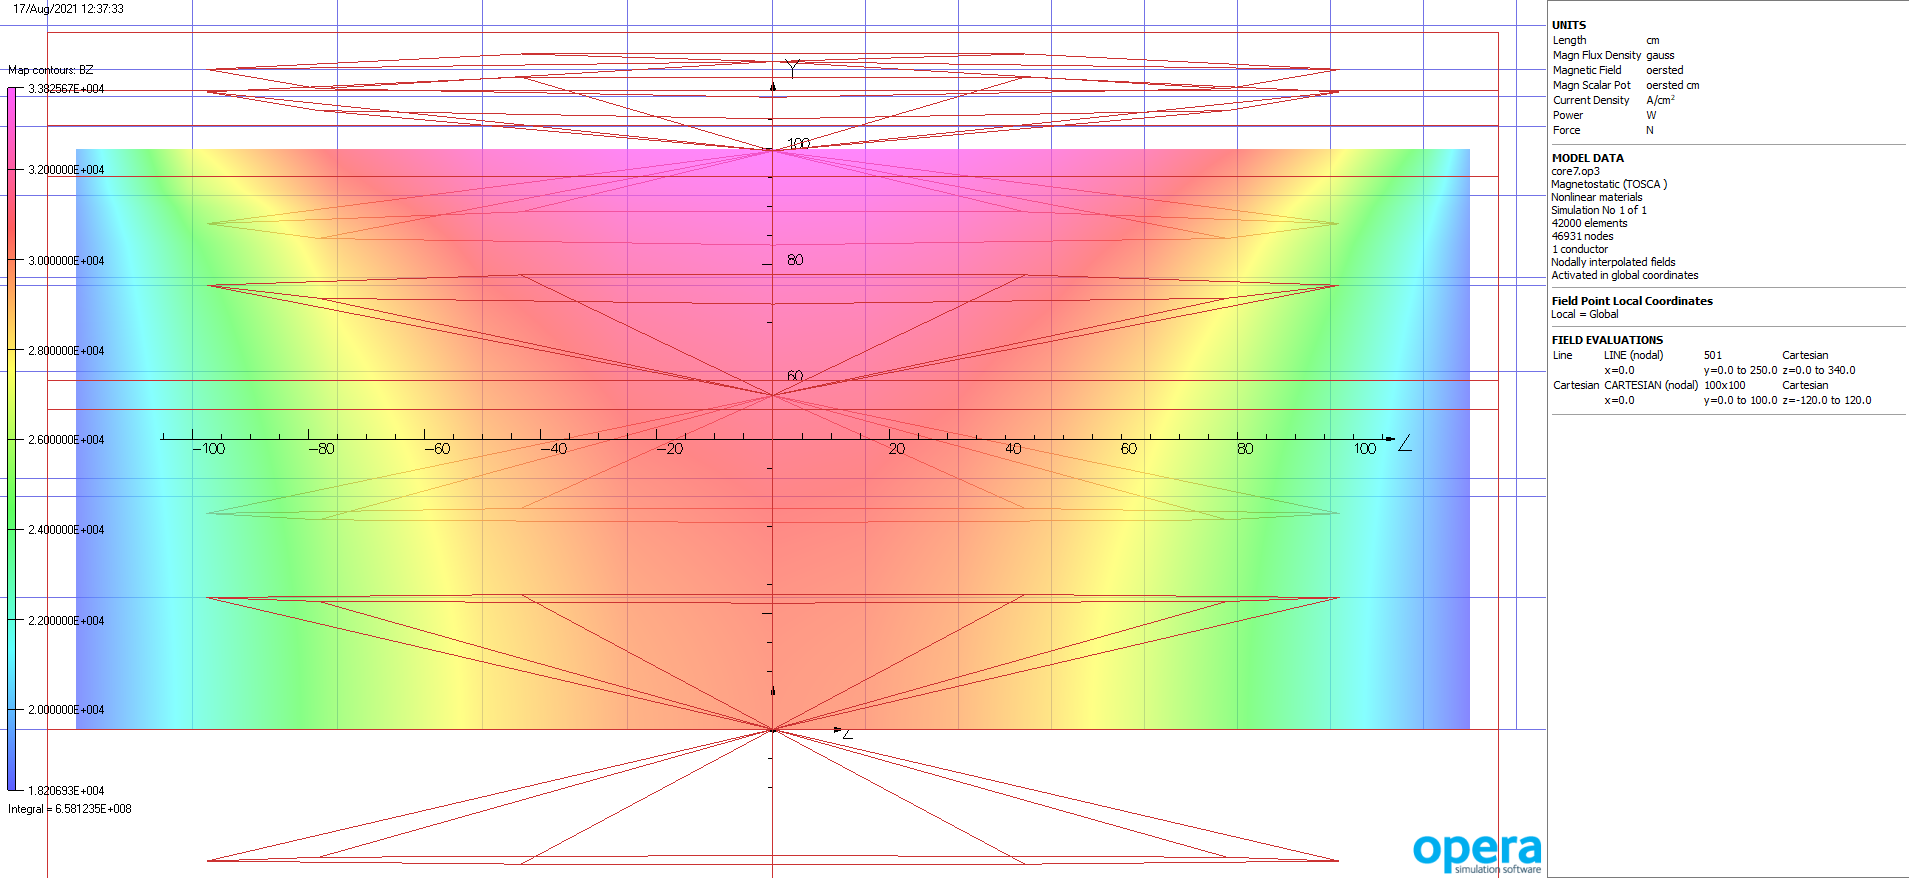 17/Aug/2021 12:37:33
Map contours: BZ
3.382567E+004
3.200000E+004
3.000000E+004
2.800000E+004
2.600000E+004
2.400000E+004
2.200000E+004
2.000000E+004
1.820693E+004
Integral = 6.581235E+008
Y
100
80
60
-100 -80 -60 -40 -20 20 40 60 80 100 Z
Z
UNITS
Length cm
Magn Flux Density gauss
Magnetic Field oersted
Magn Scalar Pot oersted cm
Current Density A/cm²
Power W
Force N
MODEL DATA
core7.op3
Magnetostatic (TOSCA )
Nonlinear materials
Simulation No 1 of 1
42000 elements
46931 nodes
1 conductor
Nodally interpolated fields
Activated in global coordinates
Field Point Local Coordinates
Local = Global
FIELD EVALUATIONS
Line LINE (nodal) 501 Cartesian
x=0.0 y=0.0 to 250.0 z=0.0 to 340.0
Cartesian CARTESIAN (nodal) 100x100 Cartesian
x=0.0 y=0.0 to 100.0 z=-120.0 to 120.0
opera
simulation software